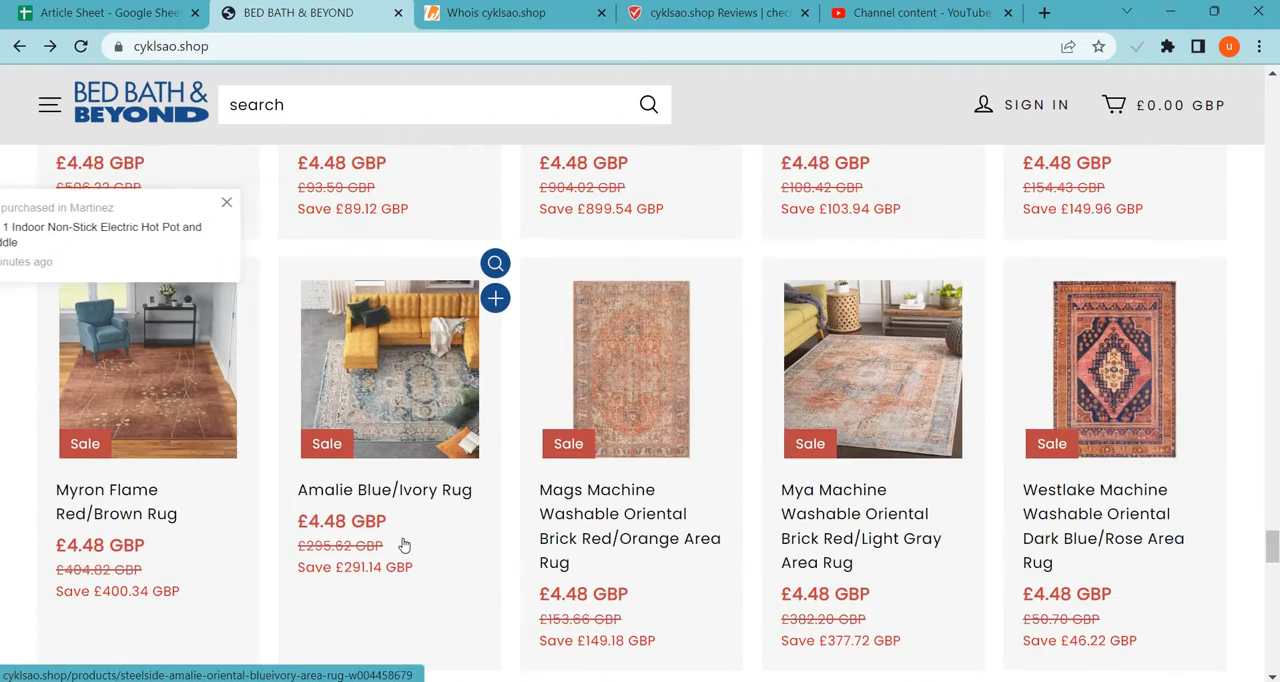 Article Sheet - Google Shee
BED BATH & BEYOND
Whois cyklsao.shop
cyklsao.shop Reviews | chec
Channel content - YouTube
cyklsao.shop
u
BED BATH &
BEYOND
search
SIGN IN
£0.00 GBP
£4.48 GBP
£4.48 GBP
£4.48 GBP
£4.48 GBP
£4.48 GBP
£506.22 GBP
£93.59 GBP
£904.02 GBP
£108.42 GBP
£154.43 GBP
Save £89.12 GBP
Save £899.54 GBP
Save £103.94 GBP
Save £149.96 GBP
purchased in Martinez
1 Indoor Non-Stick Electric Hot Pot and
ddle
inutes ago
Sale
Sale
Sale
Sale
Sale
Myron Flame
Red/Brown Rug
£4.48 GBP
£404.82 GBP
Save £400.34 GBP
Amalie Blue/Ivory Rug
£4.48 GBP
£295.62 GBP
Save £291.14 GBP
Mags Machine
Washable Oriental
Brick Red/Orange Area
Rug
£4.48 GBP
£153.66 GBP
Save £149.18 GBP
Mya Machine
Washable Oriental
Brick Red/Light Gray
Area Rug
£4.48 GBP
£382.20 GBP
Save £377.72 GBP
Westlake Machine
Washable Oriental
Dark Blue/Rose Area
Rug
£4.48 GBP
£50.70 GBP
Save £46.22 GBP
cyklsao.shop/products/steelside-amalie-oriental-blueivory-area-rug-w004458679